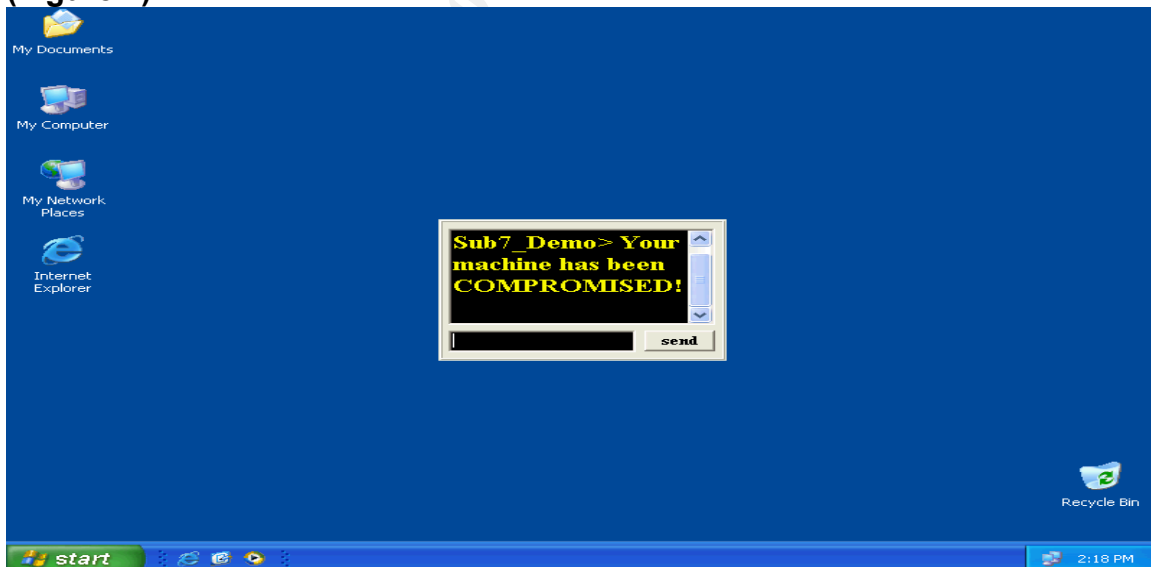 My Documents
My Computer
My Network
Places
Internet
Explorer
Sub7_Demo> Your
machine has been
COMPROMISED!
send
Recycle Bin
start
2:18 PM